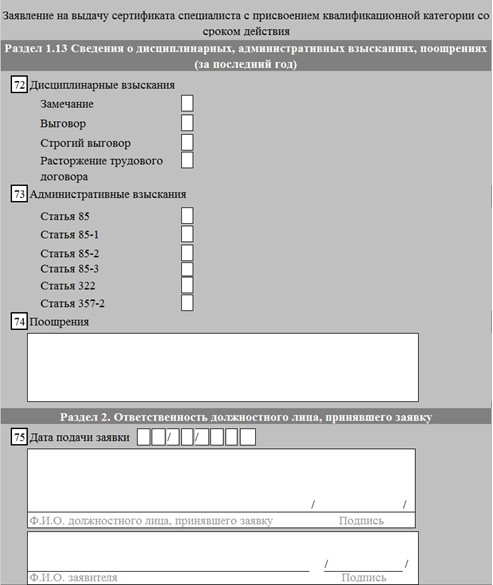 Заявление на выдачу сертификата специалиста с присвоением квалификационной категории со
сроком действия
Раздел 1.13 Сведения о дисциплинарных, административных взысканиях, поощрениях
(за последний год)
72 Дисциплинарные взыскания
Замечание
Выговор
Строгий выговор
Расторжение трудового
договора
73 Административные взыскания
Статья 85
Статья 85-1
Статья 85-2
Статья 85-3
Статья 322
Статья 357-2
74 Поощрения
Раздел 2. Ответственность должностного лица, принявшего заявку
75 Дата подачи заявки / /
/ /
Ф.И.О. должностного лица, принявшего заявку Подпись
/ /
Ф.И.О. заявителя Подпись